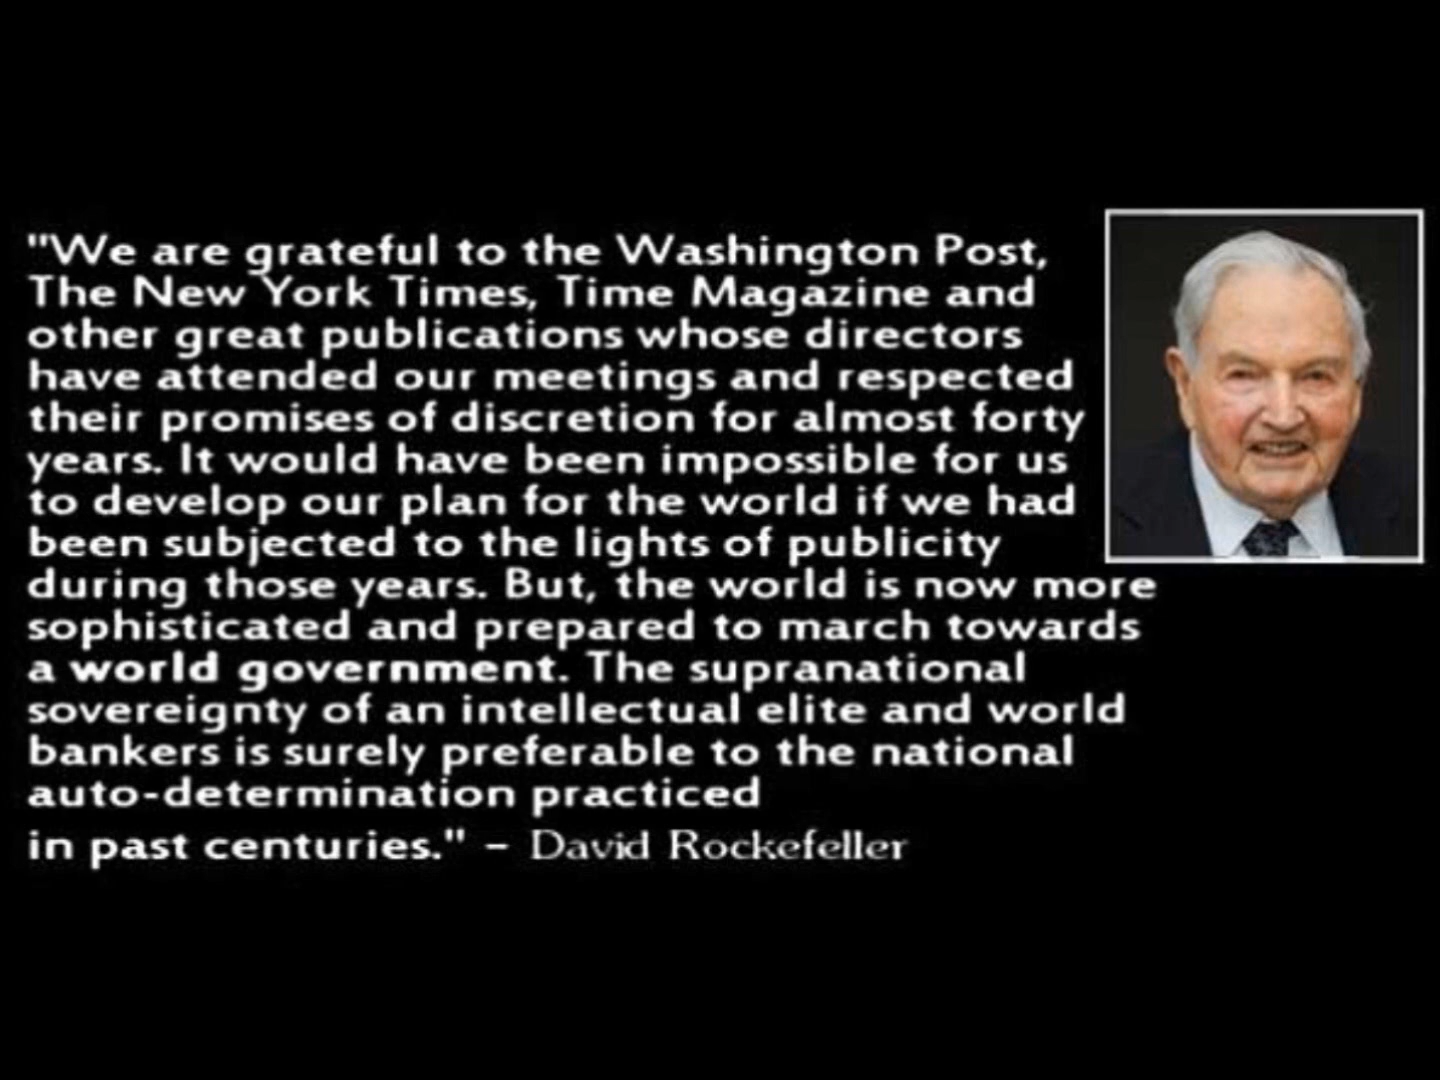 "We are grateful to the Washington Post,
The New York Times, Time Magazine and
other great publications whose directors
have attended our meetings and respected
their promises of discretion for almost forty
years. It would have been impossible for us
to develop our plan for the world if we had
been subjected to the lights of publicity
during those years. But, the world is now more
sophisticated and prepared to march towards
a world government. The supranational
sovereignty of an intellectual elite and world
bankers is surely preferable to the national
auto-determination practiced
in past centuries." – David Rockefeller